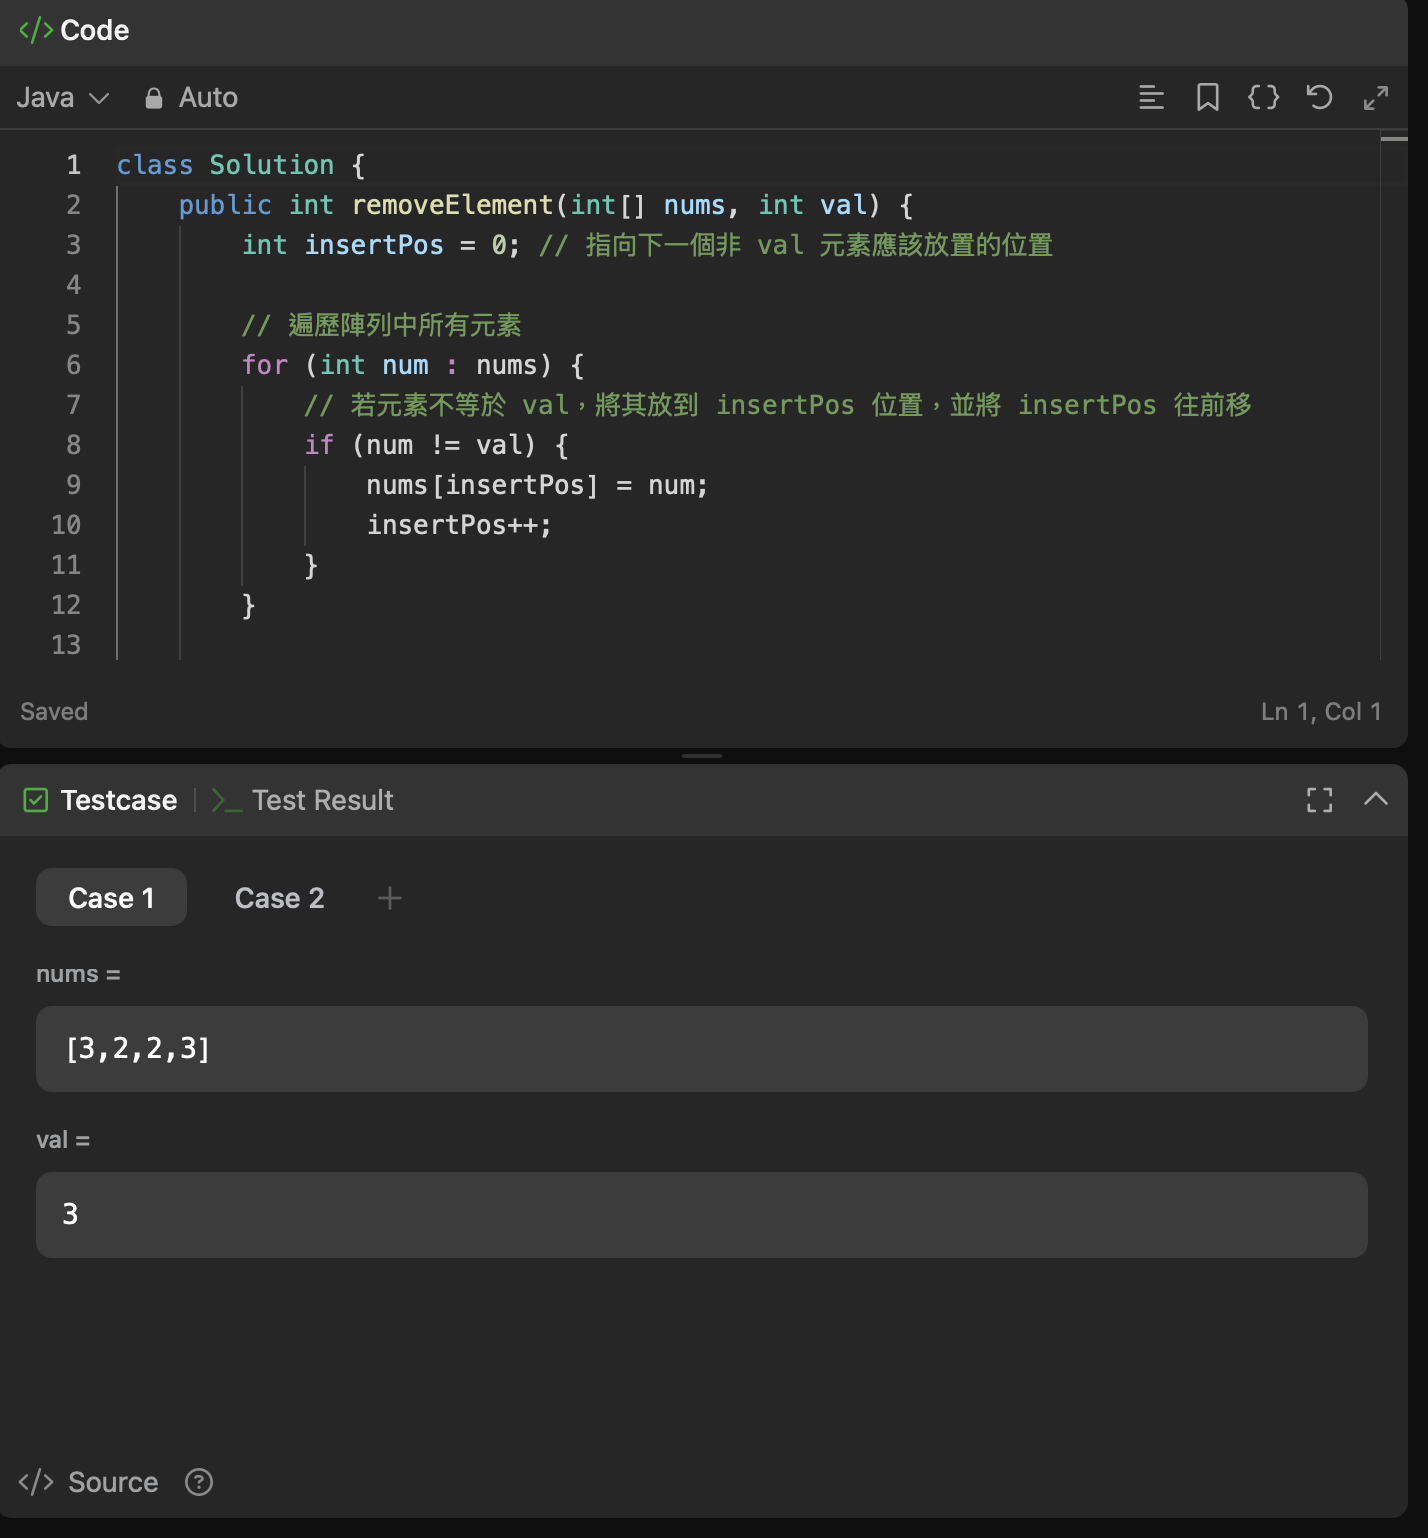 </> Code
Java Auto
1 class Solution {
2     public int removeElement(int[] nums, int val) {
3         int insertPos = 0; // 指向下一個非 val 元素應該放置的位置
4
5         // 遍歷陣列中所有元素
6         for (int num : nums) {
7             // 若元素不等於 val，將其放到 insertPos 位置，並將 insertPos 往前移
8             if (num != val) {
9                 nums[insertPos] = num;
10                 insertPos++;
11             }
12         }
13
Saved Ln 1, Col 1
Testcase | >_ Test Result
Case 1 Case 2 +
nums =
[3,2,2,3]
val =
3
</> Source ?